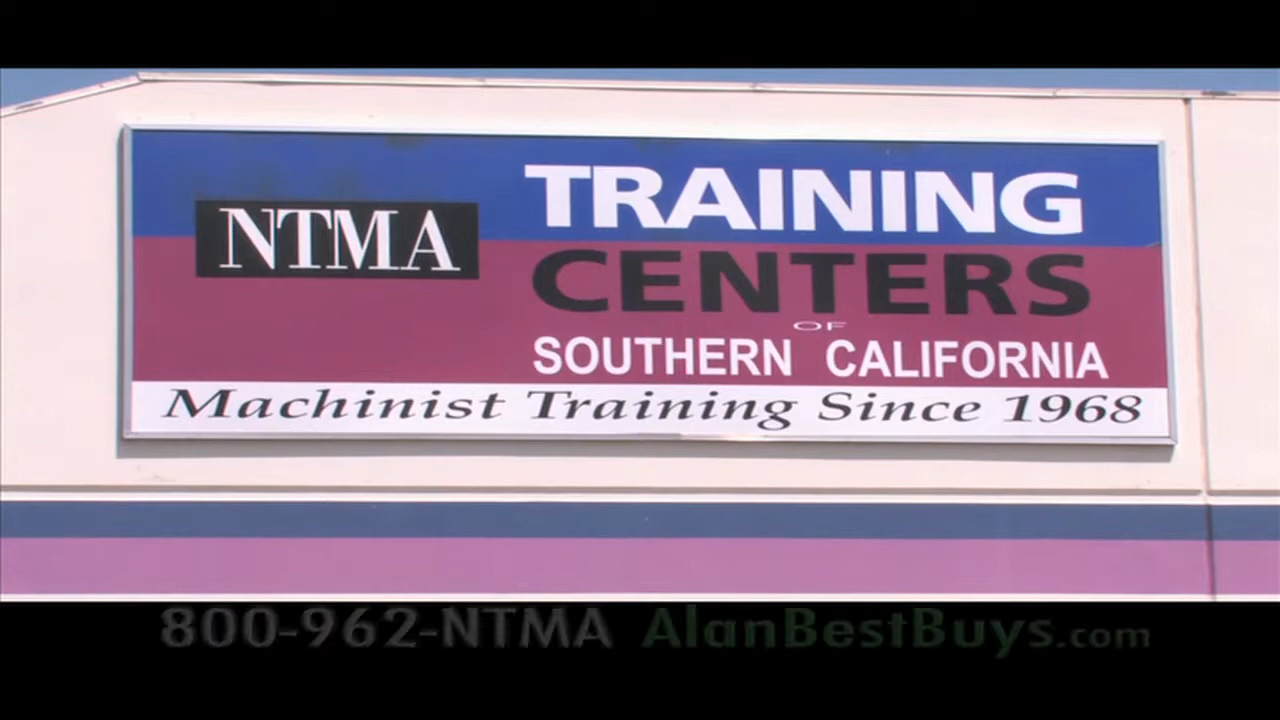 NTMA
TRAINING
CENTERS
OF
SOUTHERN CALIFORNIA
Machinist Training Since 1968
800-962-NTMA AlanBestBuys.com